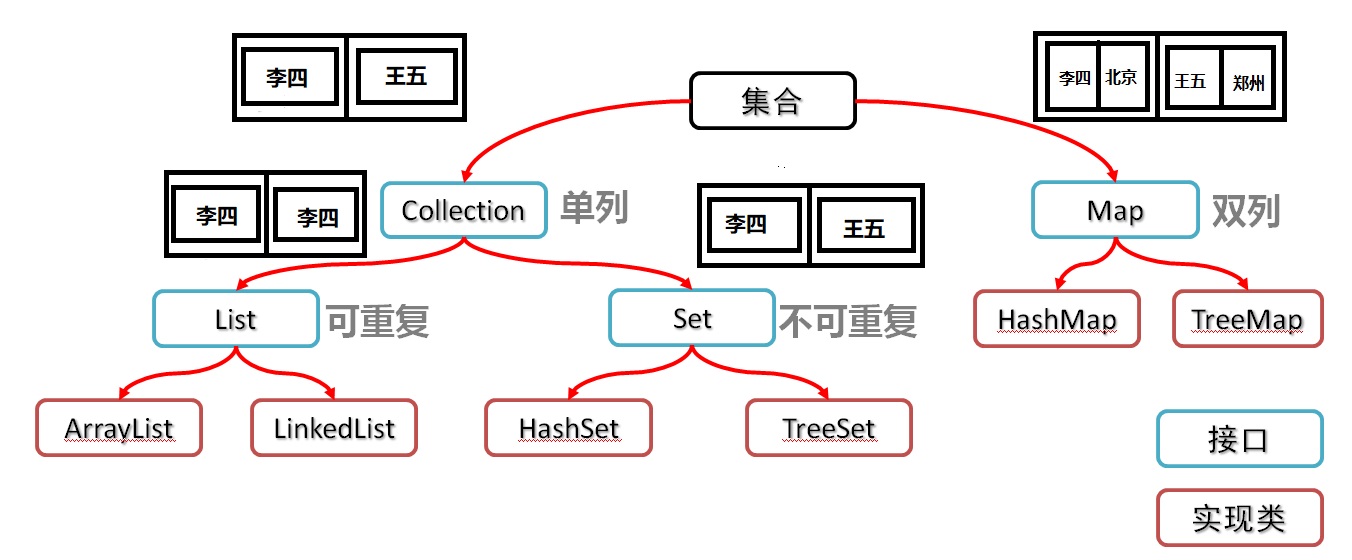 李四 王五
集合
李四 北京 王五 郑州
李四 李四
Collection 单列
李四 王五
Map 双列
List 可重复
Set 不可重复
HashMap TreeMap
ArrayList LinkedList HashSet TreeSet
接口
实现类